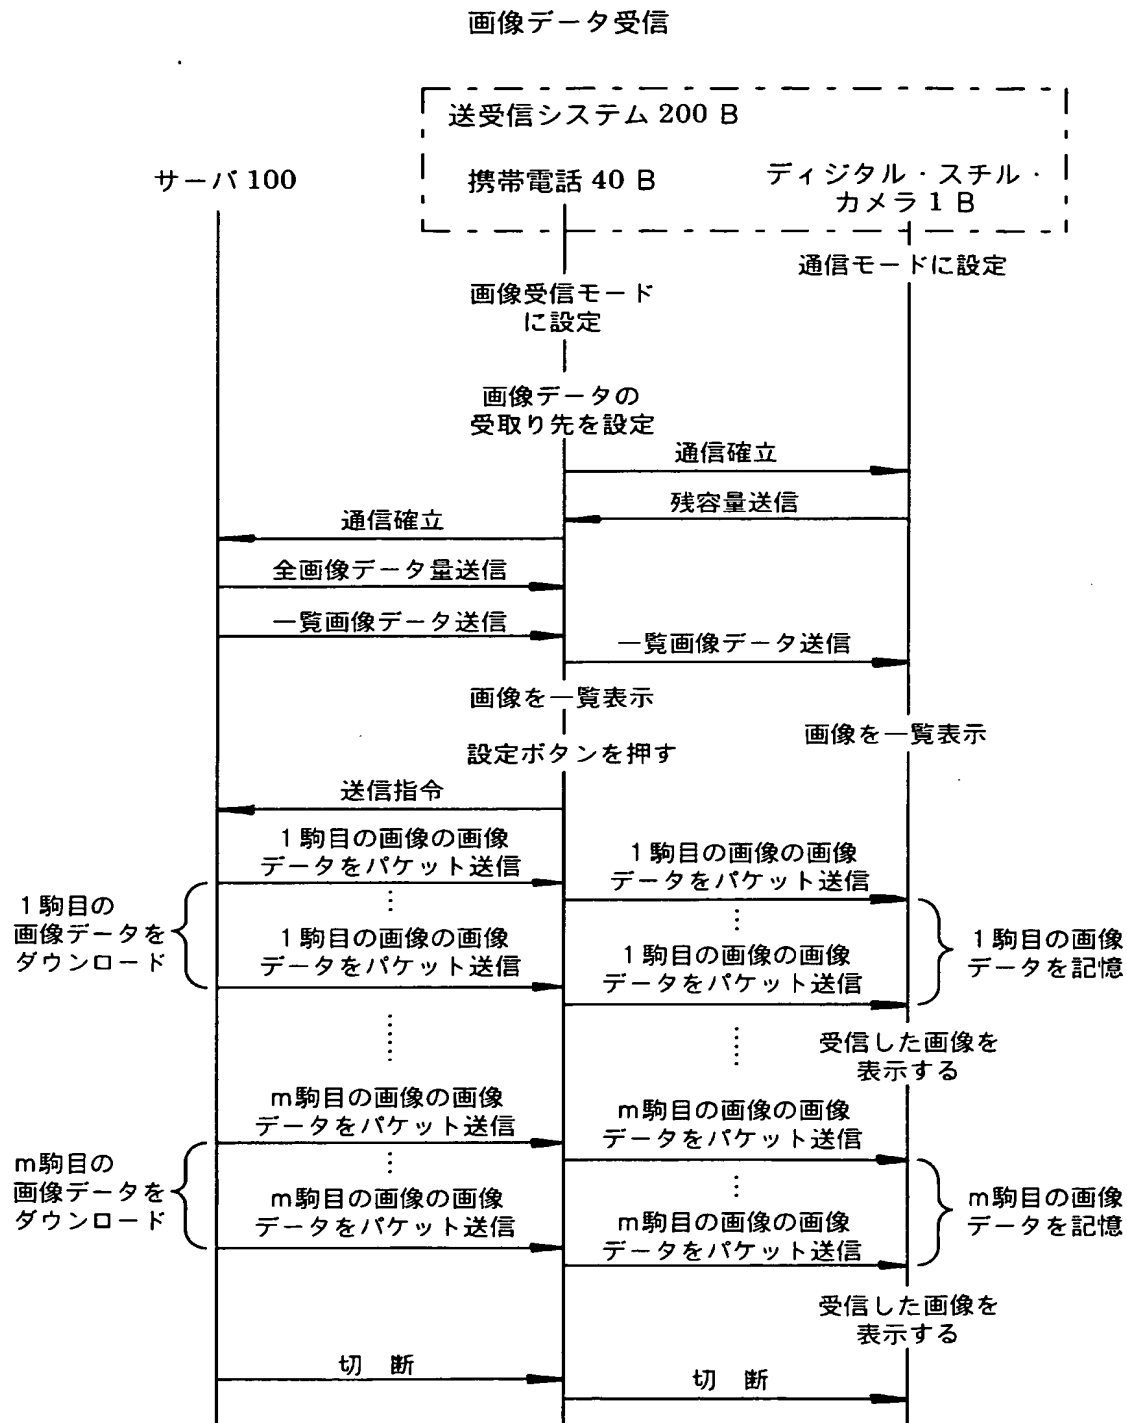 画像データ受信
送受信システム 200 B
サーバ 100
携帯電話 40 B
ディジタル・スチル・
カメラ 1 B
通信モードに設定
画像受信モード
に設定
画像データの
受取り先を設定
通信確立
残容量送信
通信確立
全画像データ量送信
一覧画像データ送信
一覧画像データ送信
画像を一覧表示
画像を一覧表示
設定ボタンを押す
送信指令
1駒目の画像の画像
データをパケット送信
1駒目の画像の画像
データをパケット送信
1駒目の
画像データを
ダウンロード
1駒目の画像の画像
データをパケット送信
1駒目の画像の画像
データをパケット送信
1駒目の画像
データを記憶
受信した画像を
表示する
m駒目の画像の画像
データをパケット送信
m駒目の画像の画像
データをパケット送信
m駒目の
画像データを
ダウンロード
m駒目の画像の画像
データをパケット送信
m駒目の画像の画像
データをパケット送信
m駒目の画像
データを記憶
受信した画像を
表示する
切 断
切 断